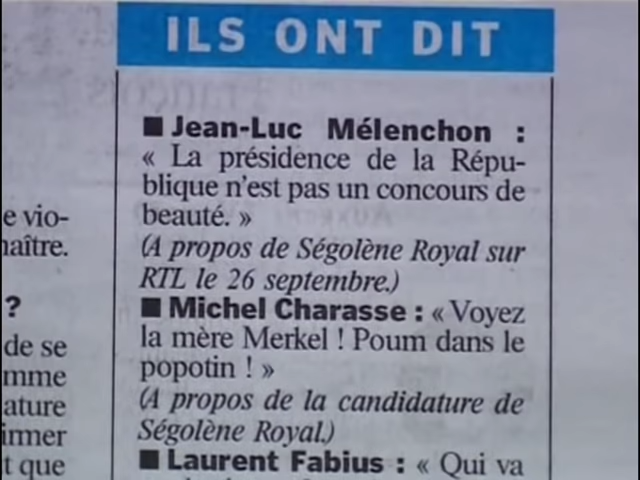 ILS ONT DIT
■ Jean-Luc Mélenchon :
« La présidence de la Répu-
blique n'est pas un concours de
beauté. »
(A propos de Ségolène Royal sur
RTL le 26 septembre.)
■ Michel Charasse : « Voyez
la mère Merkel ! Poum dans le
popotin ! »
(A propos de la candidature de
Ségolène Royal.)
■ Laurent Fabius : « Qui va
e vio-
naître.
?
de se
mme
ature
imer
t que